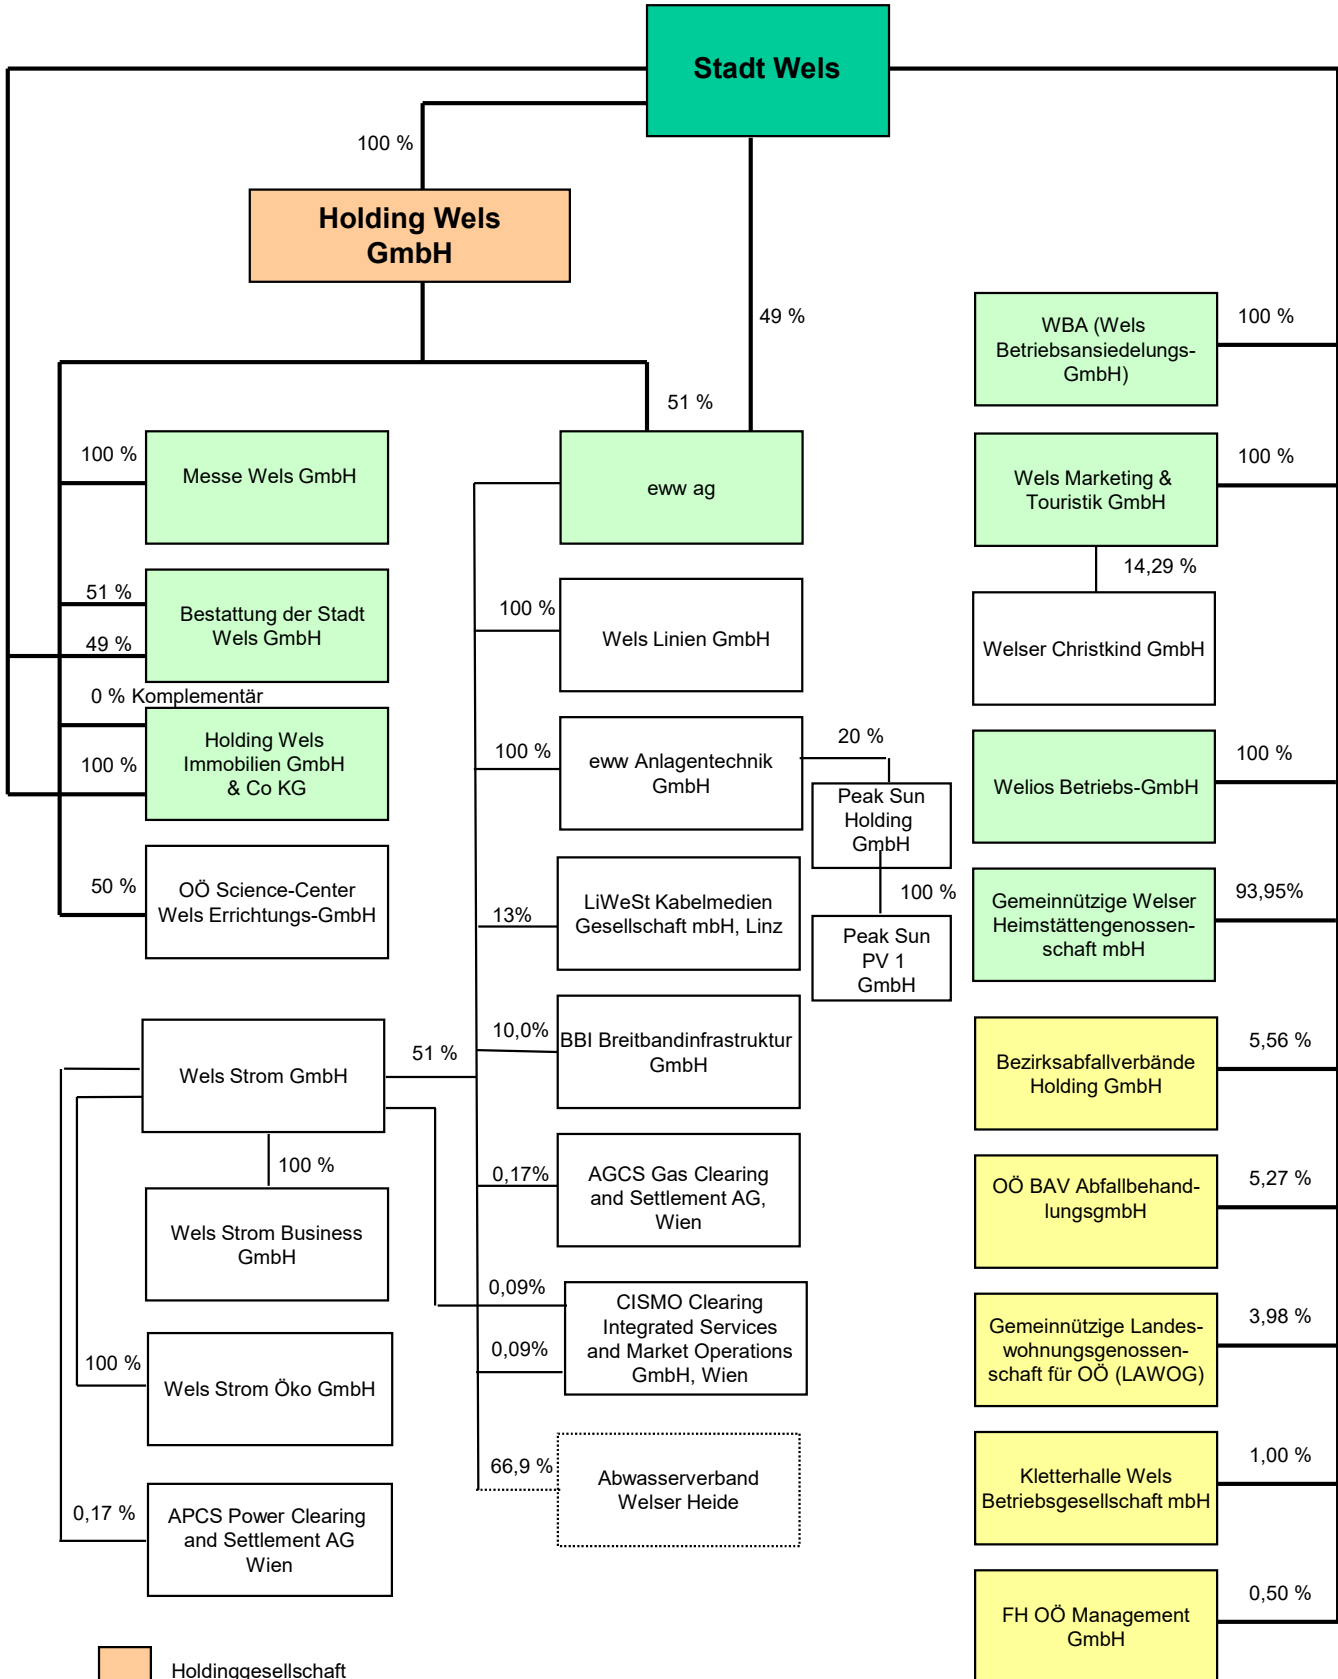 Stadt Wels
100 %
Holding Wels
GmbH
49 %
51 %
100 %
Messe Wels GmbH
51 %
49 %
Bestattung der Stadt
Wels GmbH
0 % Komplementär
100 %
Holding Wels
Immobilien GmbH
& Co KG
50 %
OÖ Science-Center
Wels Errichtungs-GmbH
eww ag
100 %
Wels Linien GmbH
100 %
eww Anlagentechnik
GmbH
20 %
Peak Sun
Holding
GmbH
100 %
Peak Sun
PV 1
GmbH
13%
LiWeSt Kabelmedien
Gesellschaft mbH, Linz
10,0%
BBI Breitbandinfrastruktur
GmbH
51 %
Wels Strom GmbH
100 %
Wels Strom Business
GmbH
100 %
Wels Strom Öko GmbH
0,17 %
APCS Power Clearing
and Settlement AG
Wien
0,17%
AGCS Gas Clearing
and Settlement AG,
Wien
0,09%
0,09%
CISMO Clearing
Integrated Services
and Market Operations
GmbH, Wien
66,9 %
Abwasserverband
Welser Heide
WBA (Wels
Betriebsansiedelungs-
GmbH)
100 %
Wels Marketing &
Touristik GmbH
100 %
14,29 %
Welser Christkind GmbH
Welios Betriebs-GmbH
100 %
Gemeinnützige Welser
Heimstättengenossen-
schaft mbH
93,95%
Bezirksabfallverbände
Holding GmbH
5,56 %
OÖ BAV Abfallbehand-
lungsgmbH
5,27 %
Gemeinnützige Landes-
wohnungsgenossen-
schaft für OÖ (LAWOG)
3,98 %
Kletterhalle Wels
Betriebsgesellschaft mbH
1,00 %
FH OÖ Management
GmbH
0,50 %
Holdinggesellschaft